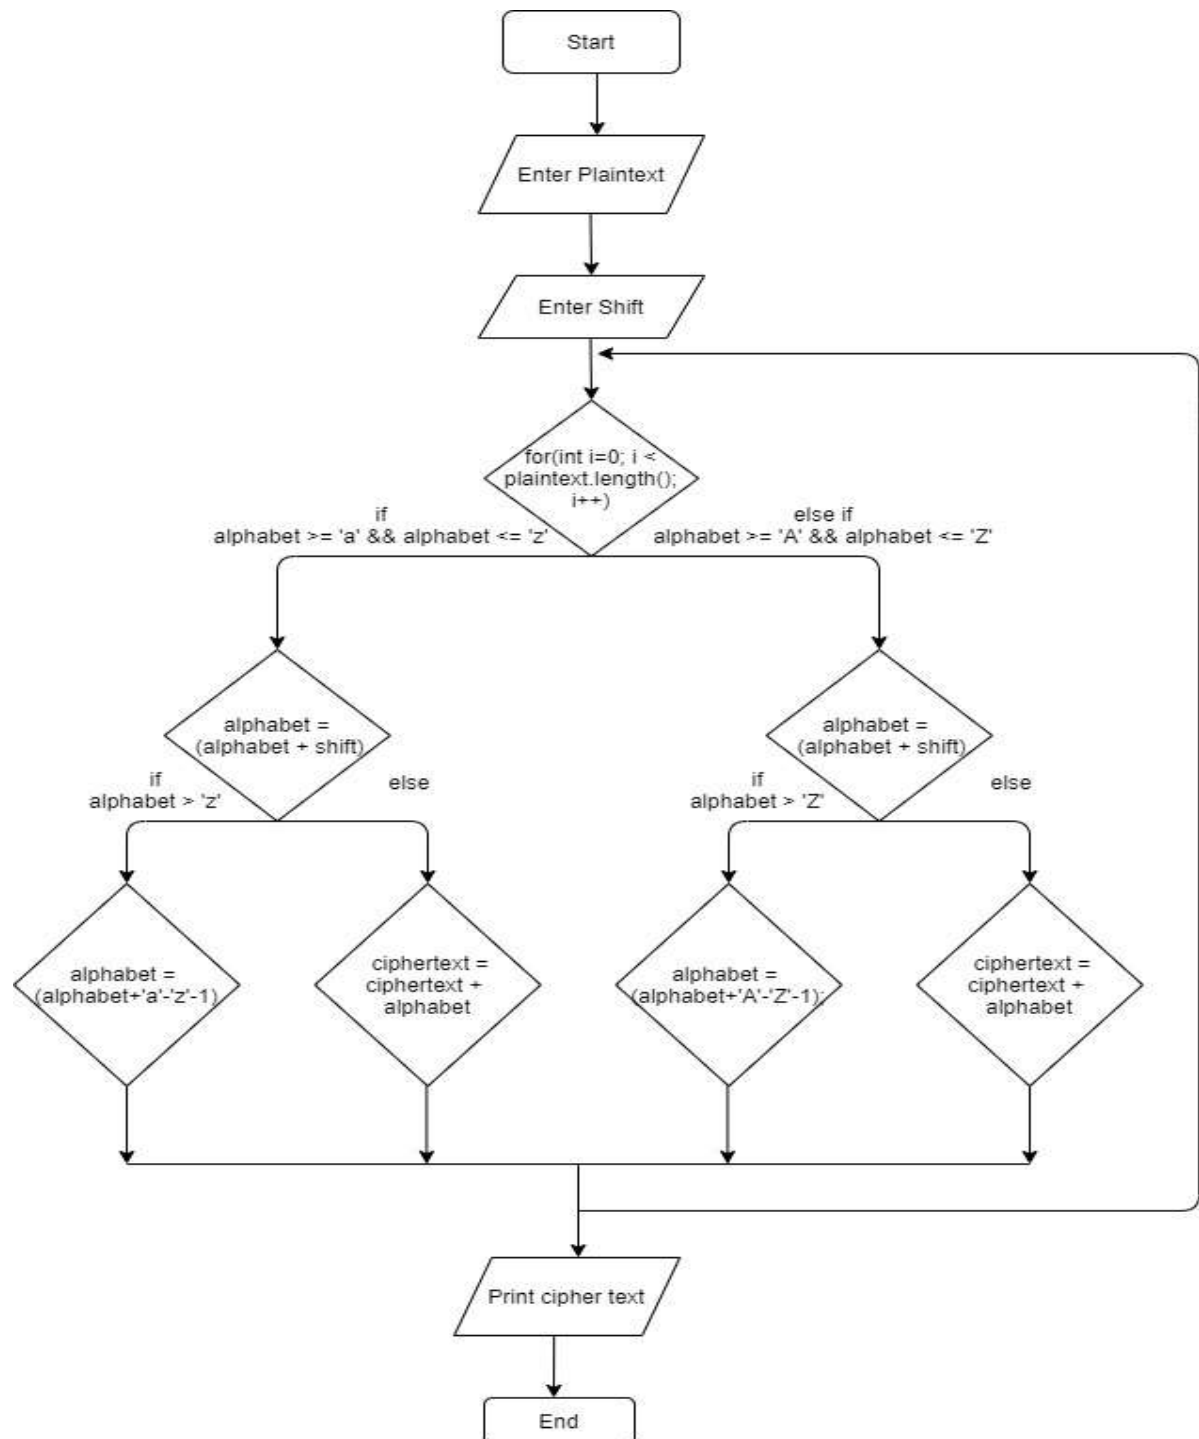 Start
Enter Plaintext
Enter Shift
for(int i=0; i <
plaintext.length();
i++)
if
alphabet >= 'a' && alphabet <= 'z'
else if
alphabet >= 'A' && alphabet <= 'Z'
alphabet =
(alphabet + shift)
alphabet =
(alphabet + shift)
if
alphabet > 'z'
else
if
alphabet > 'Z'
else
alphabet =
(alphabet+'a'-'z'-1)
ciphertext =
ciphertext +
alphabet
alphabet =
(alphabet+'A'-'Z'-1);
ciphertext =
ciphertext +
alphabet
Print cipher text
End